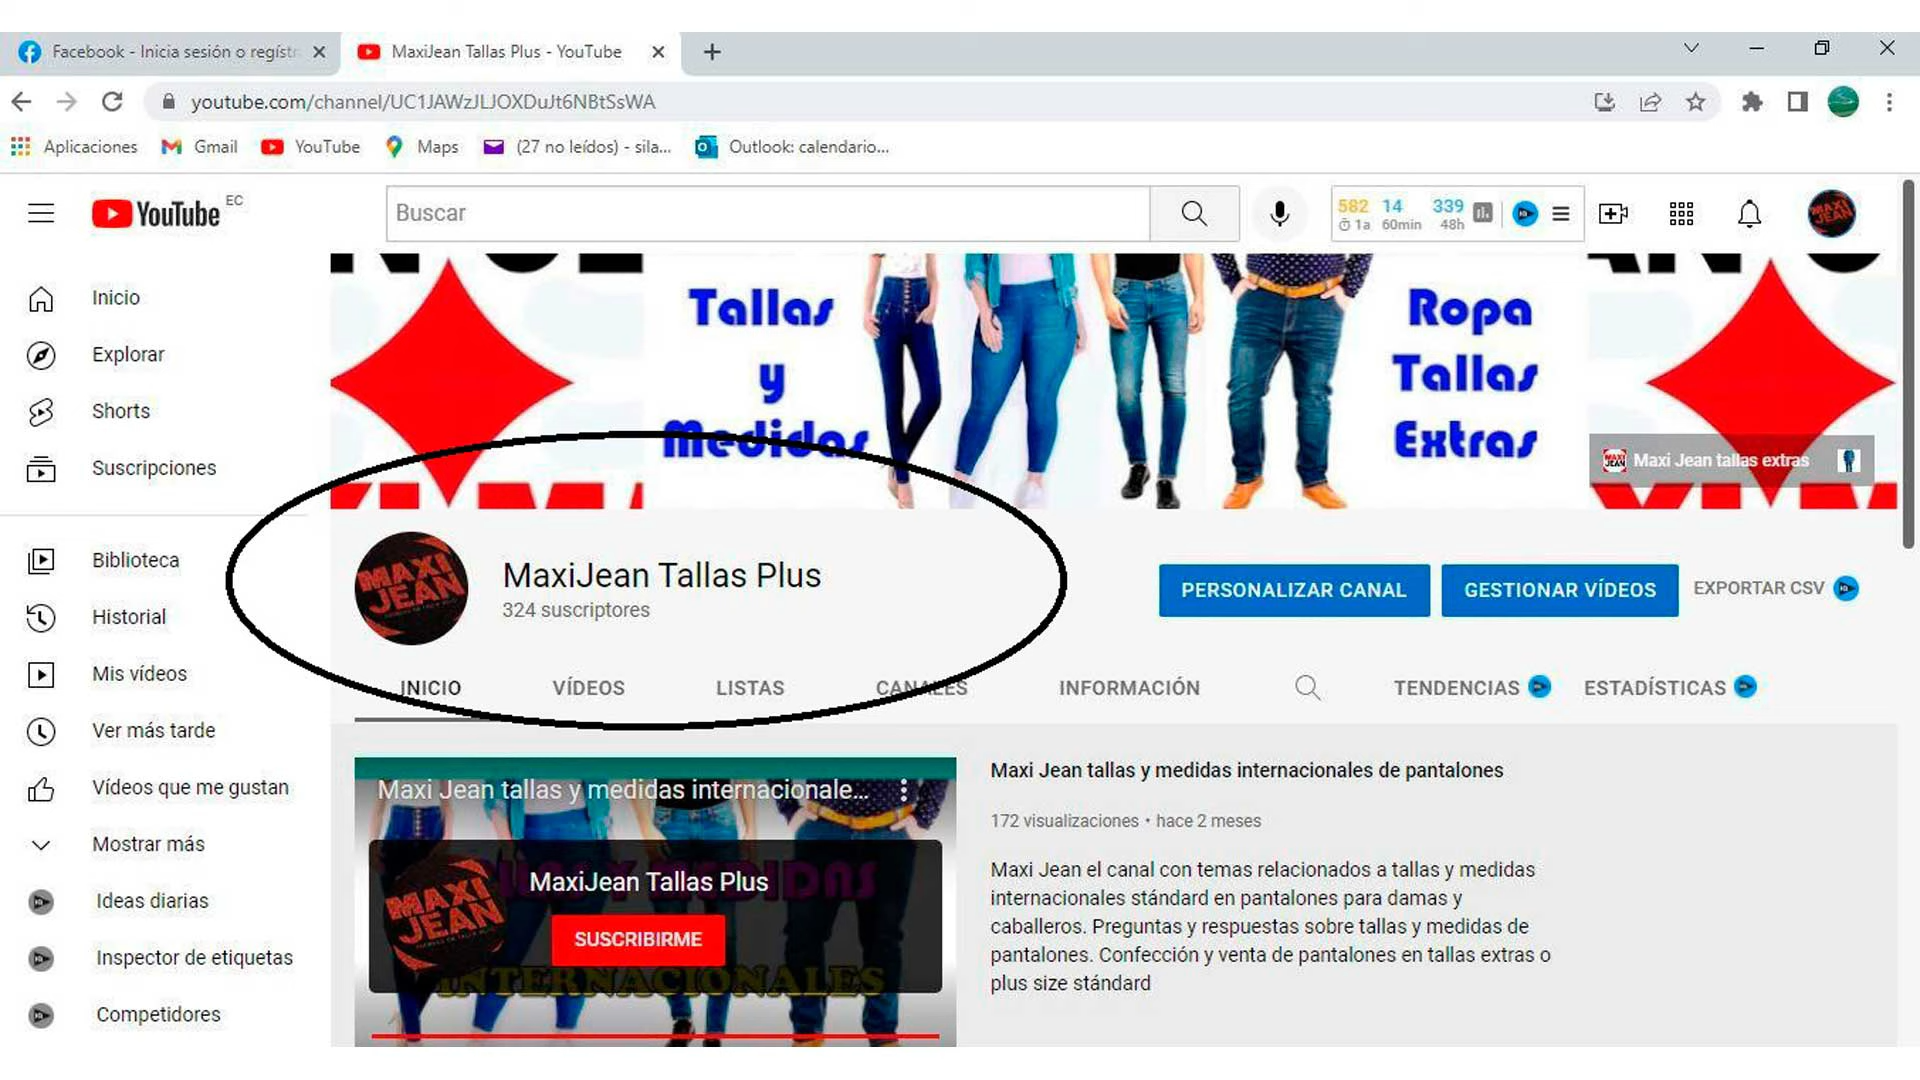 Facebook - Inicia sesión o regístr
MaxiJean Tallas Plus - YouTube
youtube.com/channel/UC1JAWzJLJOXDuJt6NBtSsWA
Aplicaciones
Gmail
YouTube
Maps
(27 no leídos) - sila...
Outlook: calendario...
YouTube EC
Buscar
582 14 339
1a 60min 48h
MAXI
JEAN
Inicio
Explorar
Shorts
Suscripciones
Biblioteca
Historial
Mis vídeos
Ver más tarde
Vídeos que me gustan
Mostrar más
Ideas diarias
Inspector de etiquetas
Competidores
Tallas
y
Medidas
Ropa
Tallas
Extras
MAXI
JEAN
Maxi Jean tallas extras
MAXI
JEAN
MaxiJean Tallas Plus
324 suscriptores
PERSONALIZAR CANAL
GESTIONAR VÍDEOS
EXPORTAR CSV
INICIO
VÍDEOS
LISTAS
CANALES
INFORMACIÓN
TENDENCIAS
ESTADÍSTICAS
Maxi Jean tallas y medidas internacionale...
MAXI
JEAN
MaxiJean Tallas Plus
SUSCRIBIRME
INTERNACIONALES
Maxi Jean tallas y medidas internacionales de pantalones
172 visualizaciones • hace 2 meses
Maxi Jean el canal con temas relacionados a tallas y medidas
internacionales stándard en pantalones para damas y
caballeros. Preguntas y respuestas sobre tallas y medidas de
pantalones. Confección y venta de pantalones en tallas extras o
plus size stándard